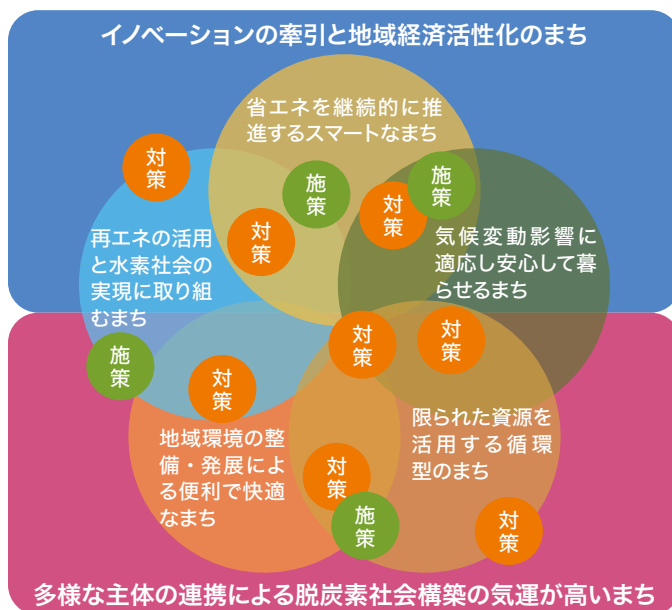 イノベーションの牽引と地域経済活性化のまち
省エネを継続的に推
進するスマートなまち
対
策
施
策
施
策
対
策
対
策
再エネの活用
と水素社会の
実現に取り組
むまち
気候変動影響に
適応し安心して暮
らせるまち
対
策
対
策
施
策
対
策
限られた資源を
活用する循環
型のまち
地域環境の整
備・発展によ
る便利で快適
なまち
対
策
施
策
対
策
多様な主体の連携による脱炭素社会構築の気運が高いまち